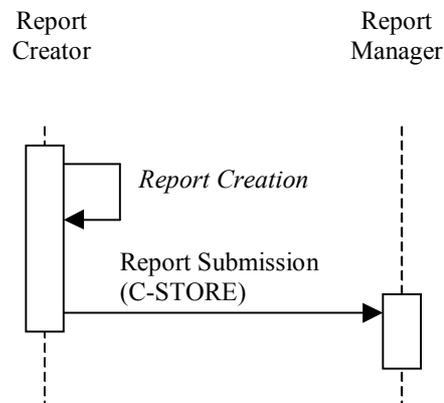 Report
Creator
Report
Manager
Report Creation
Report Submission
(C-STORE)